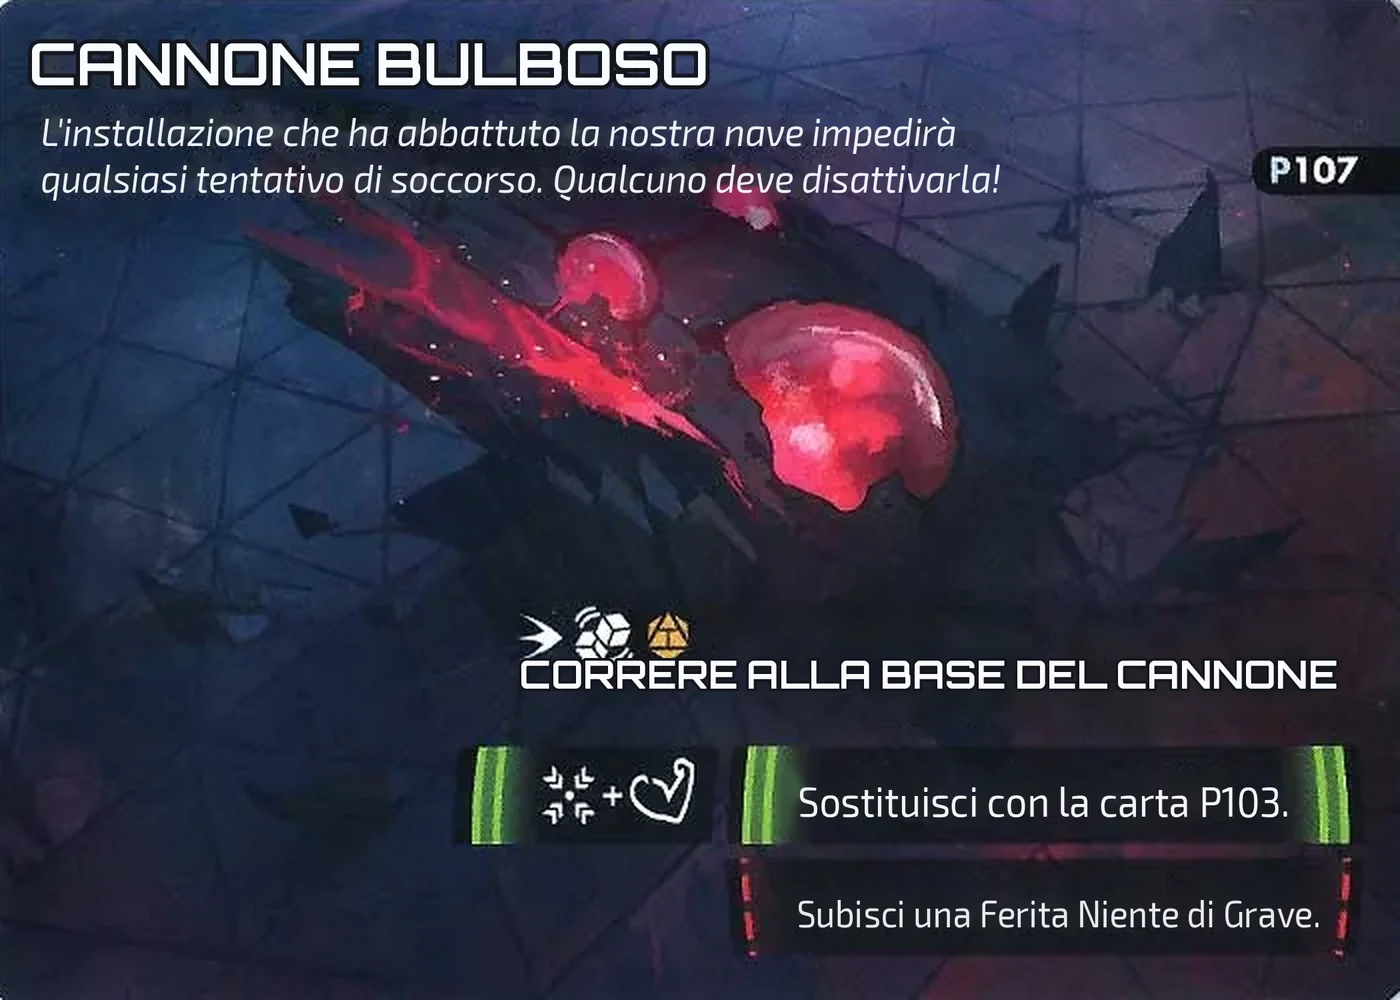 CANNONE BULBOSO
L'installazione che ha abbattuto la nostra nave impedirà
qualsiasi tentativo di soccorso. Qualcuno deve disattivarla!
P107
CORRERE ALLA BASE DEL CANNONE
Sostituisci con la carta P103.
Subisci una Ferita Niente di Grave.